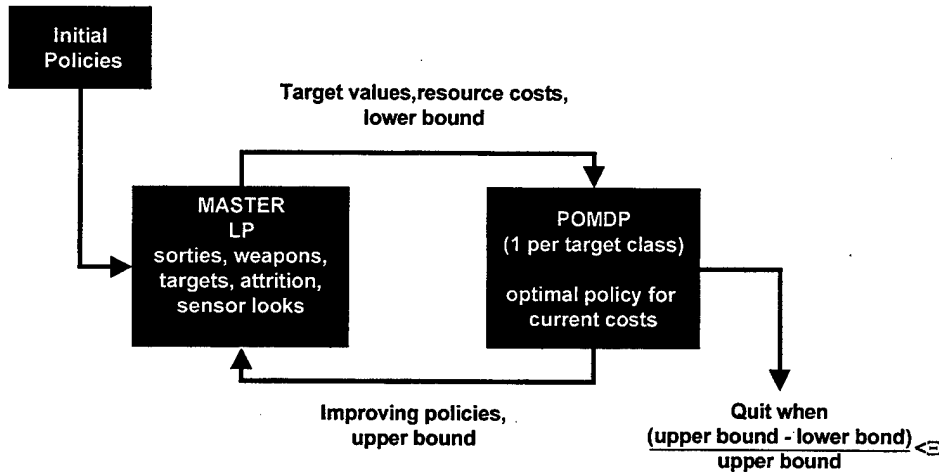 Initial
Policies
Target values,resource costs,
lower bound
MASTER
LP
sorties, weapons,
targets, attrition,
sensor looks
POMDP
(1 per target class)
optimal policy for
current costs
Improving policies,
upper bound
Quit when
(upper bound - lower bond)
upper bound
<Ξ